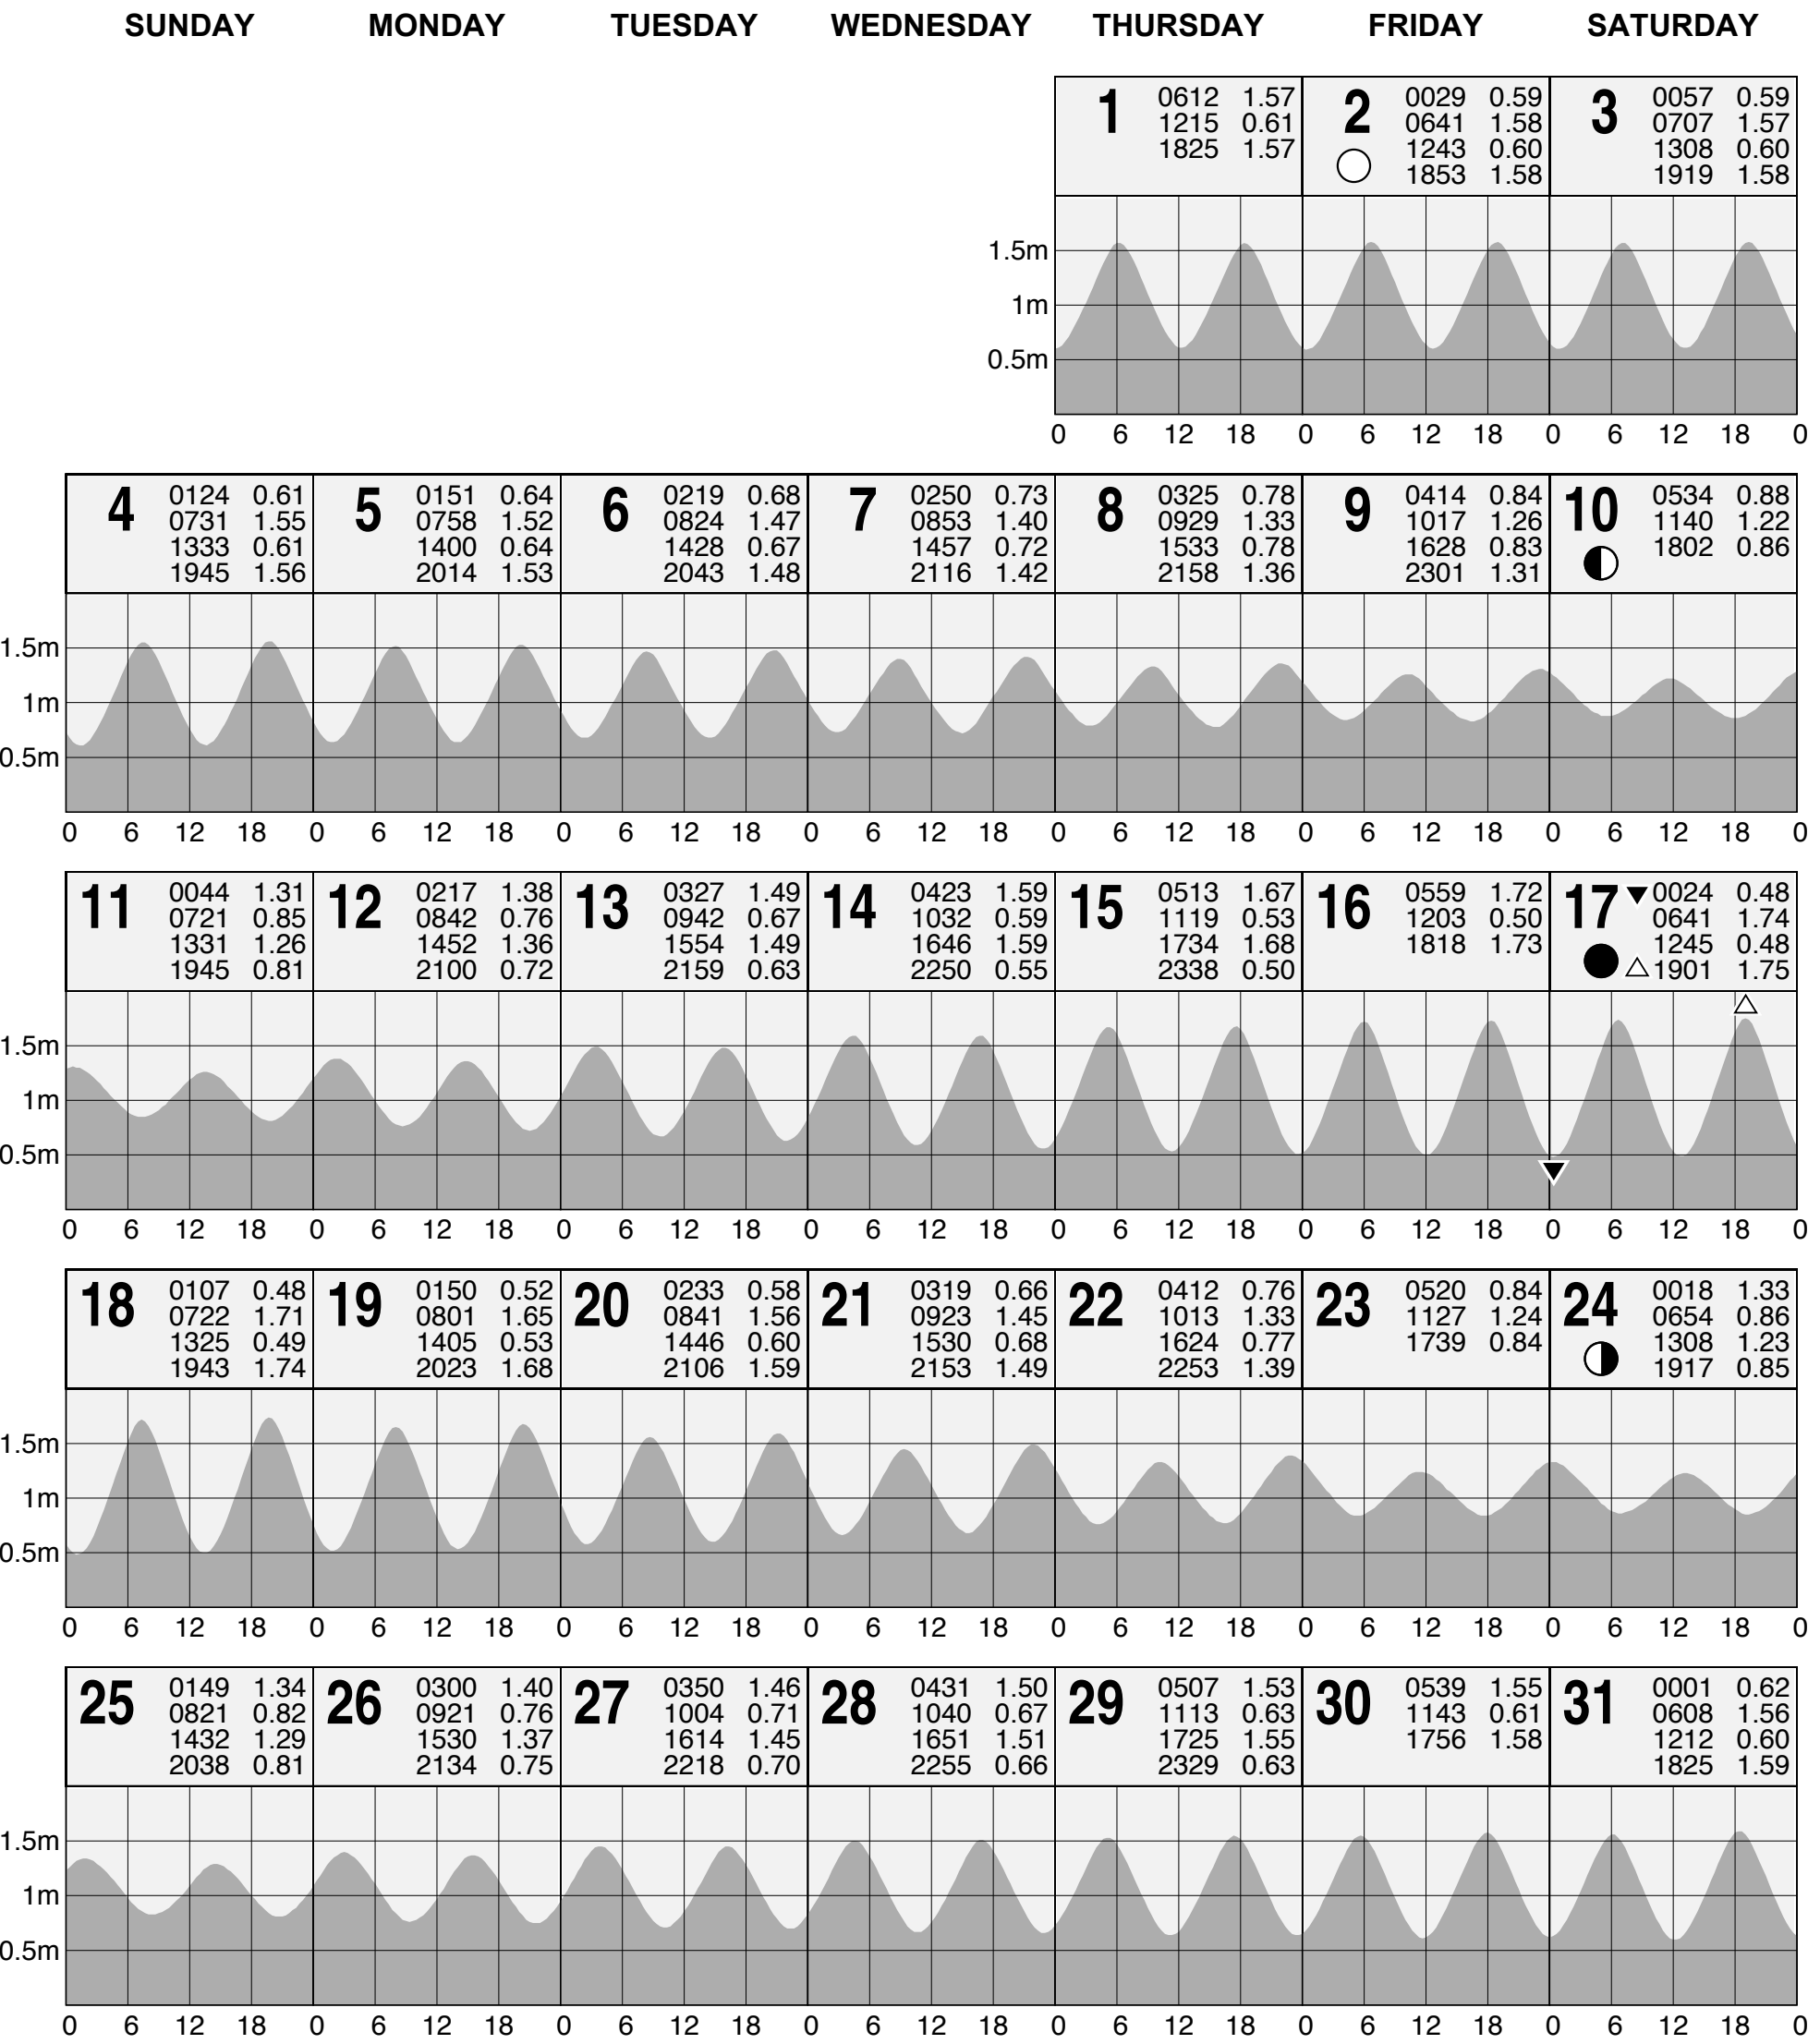 SUNDAY MONDAY TUESDAY WEDNESDAY THURSDAY FRIDAY SATURDAY
1 0612 1.57
1215 0.61
1825 1.57
2 0029 0.59
0641 1.58
1243 0.60
1853 1.58
3 0057 0.59
0707 1.57
1308 0.60
1919 1.58
1.5m
1m
0.5m
0 6 12 18 0 6 12 18 0 6 12 18 0
4 0124 0.61
0731 1.55
1333 0.61
1945 1.56
5 0151 0.64
0758 1.52
1400 0.64
2014 1.53
6 0219 0.68
0824 1.47
1428 0.67
2043 1.48
7 0250 0.73
0853 1.40
1457 0.72
2116 1.42
8 0325 0.78
0929 1.33
1533 0.78
2158 1.36
9 0414 0.84
1017 1.26
1628 0.83
2301 1.31
10 0534 0.88
1140 1.22
1802 0.86
1.5m
1m
0.5m
0 6 12 18 0 6 12 18 0 6 12 18 0 6 12 18 0 6 12 18 0 6 12 18 0 6 12 18 0
11 0044 1.31
0721 0.85
1331 1.26
1945 0.81
12 0217 1.38
0842 0.76
1452 1.36
2100 0.72
13 0327 1.49
0942 0.67
1554 1.49
2159 0.63
14 0423 1.59
1032 0.59
1646 1.59
2250 0.55
15 0513 1.67
1119 0.53
1734 1.68
2338 0.50
16 0559 1.72
1203 0.50
1818 1.73
17 0024 0.48
0641 1.74
1245 0.48
1901 1.75
1.5m
1m
0.5m
0 6 12 18 0 6 12 18 0 6 12 18 0 6 12 18 0 6 12 18 0 6 12 18 0 6 12 18 0
18 0107 0.48
0722 1.71
1325 0.49
1943 1.74
19 0150 0.52
0801 1.65
1405 0.53
2023 1.68
20 0233 0.58
0841 1.56
1446 0.60
2106 1.59
21 0319 0.66
0923 1.45
1530 0.68
2153 1.49
22 0412 0.76
1013 1.33
1624 0.77
2253 1.39
23 0520 0.84
1127 1.24
1739 0.84
24 0018 1.33
0654 0.86
1308 1.23
1917 0.85
1.5m
1m
0.5m
0 6 12 18 0 6 12 18 0 6 12 18 0 6 12 18 0 6 12 18 0 6 12 18 0 6 12 18 0
25 0149 1.34
0821 0.82
1432 1.29
2038 0.81
26 0300 1.40
0921 0.76
1530 1.37
2134 0.75
27 0350 1.46
1004 0.71
1614 1.45
2218 0.70
28 0431 1.50
1040 0.67
1651 1.51
2255 0.66
29 0507 1.53
1113 0.63
1725 1.55
2329 0.63
30 0539 1.55
1143 0.61
1756 1.58
31 0001 0.62
0608 1.56
1212 0.60
1825 1.59
1.5m
1m
0.5m
0 6 12 18 0 6 12 18 0 6 12 18 0 6 12 18 0 6 12 18 0 6 12 18 0 6 12 18 0